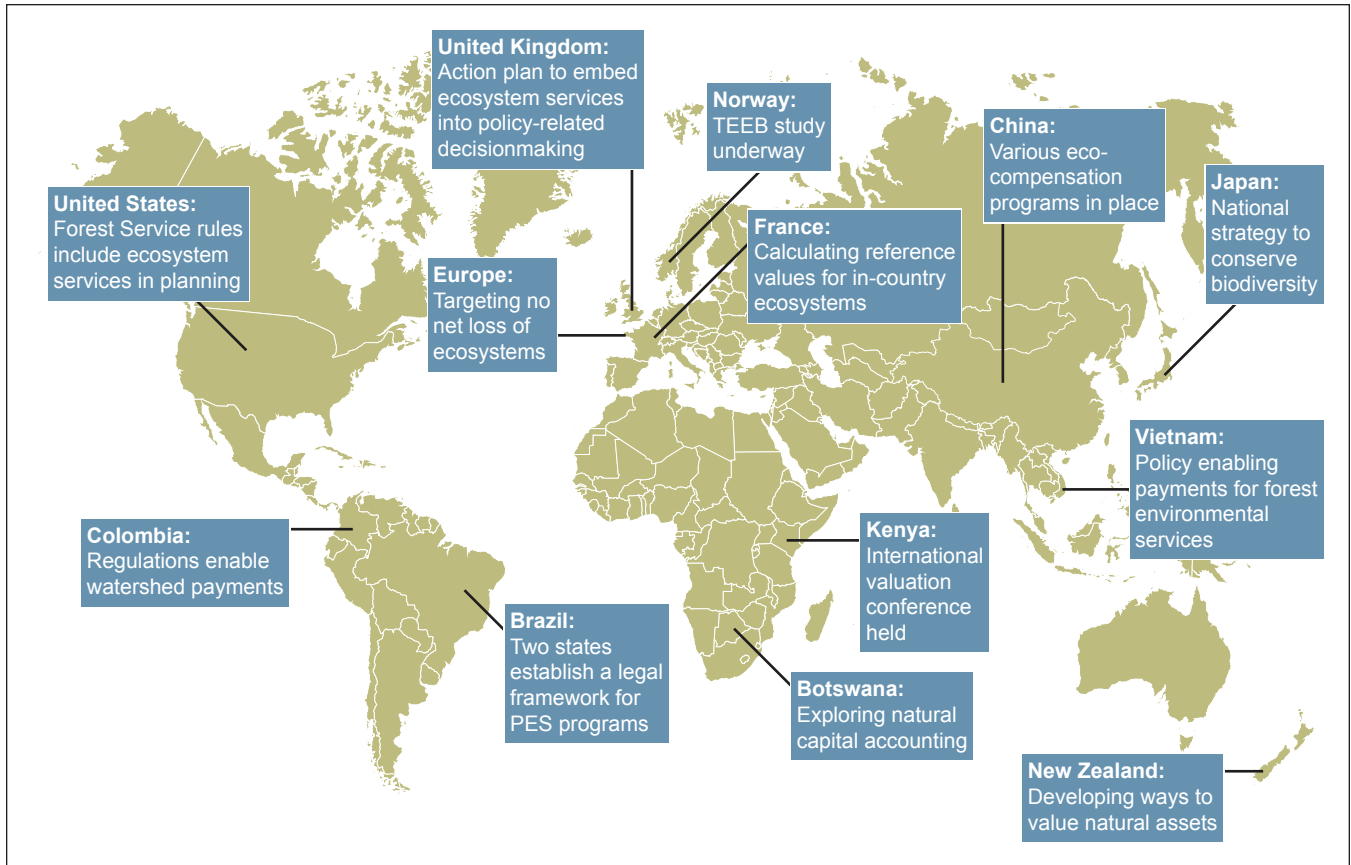 United Kingdom:
Action plan to embed
ecosystem services
into policy-related
decisionmaking
Norway:
TEEB study
underway
China:
Various eco-
compensation
programs in place
Japan:
National
strategy to
conserve
biodiversity
United States:
Forest Service rules
include ecosystem
services in planning
France:
Calculating reference
values for in-country
ecosystems
Europe:
Targeting no
net loss of
ecosystems
Vietnam:
Policy enabling
payments for forest
environmental
services
Colombia:
Regulations enable
watershed payments
Kenya:
International
valuation
conference
held
Brazil:
Two states
establish a legal
framework for
PES programs
Botswana:
Exploring natural
capital accounting
New Zealand:
Developing ways to
value natural assets